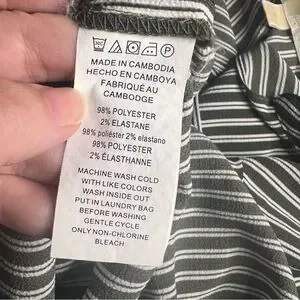 MADE IN CAMBODIA
HECHO EN CAMBOYA
FABRIQUÉ AU
CAMBODGE
98% POLYESTER
2% ELASTANE
98% poliéster 2% elastano
98% POLYESTER
2% ÉLASTHANNE
MACHINE WASH COLD
WITH LIKE COLORS
WASH INSIDE OUT
PUT IN LAUNDRY BAG
BEFORE WASHING
GENTLE CYCLE
ONLY NON-CHLORINE
BLEACH